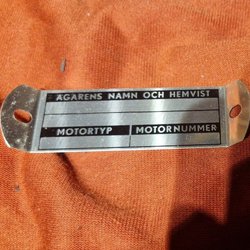 ÄGARENS NAMN OCH HEMVIST
MOTORTYP MOTORNUMMER